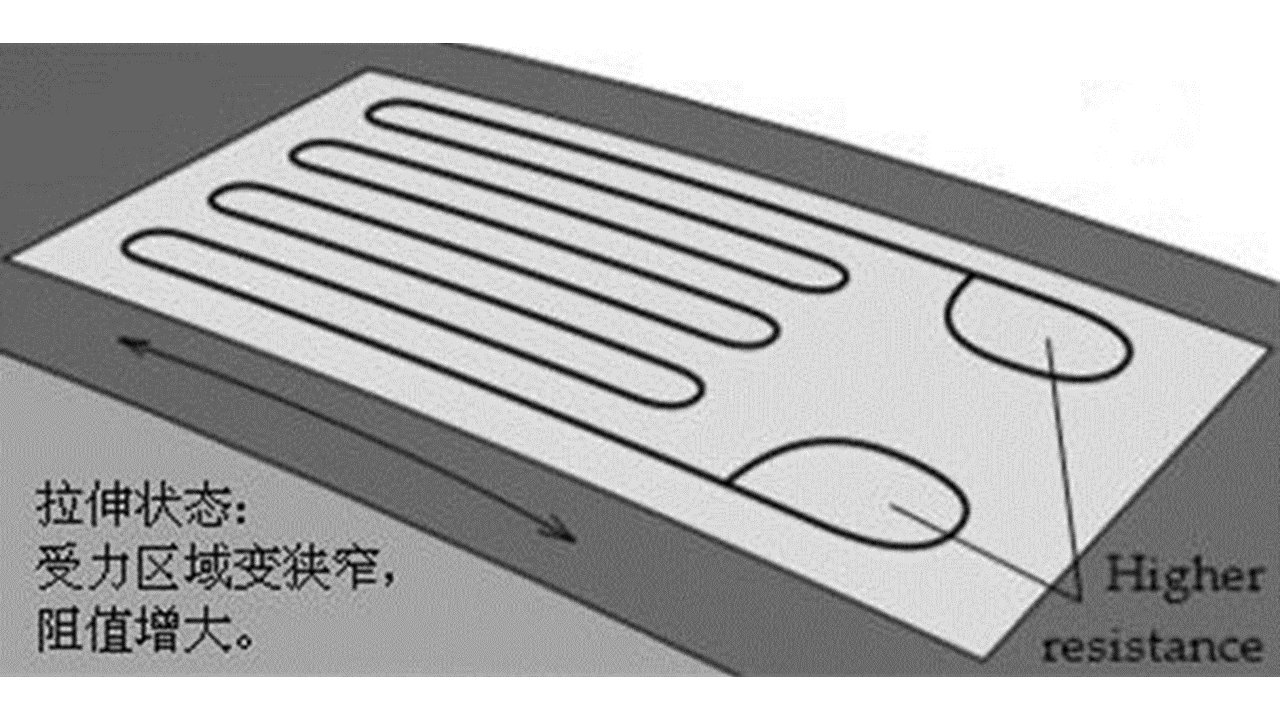 拉伸状态:
受力区域变狭窄，
阻值增大。
Higher
resistance